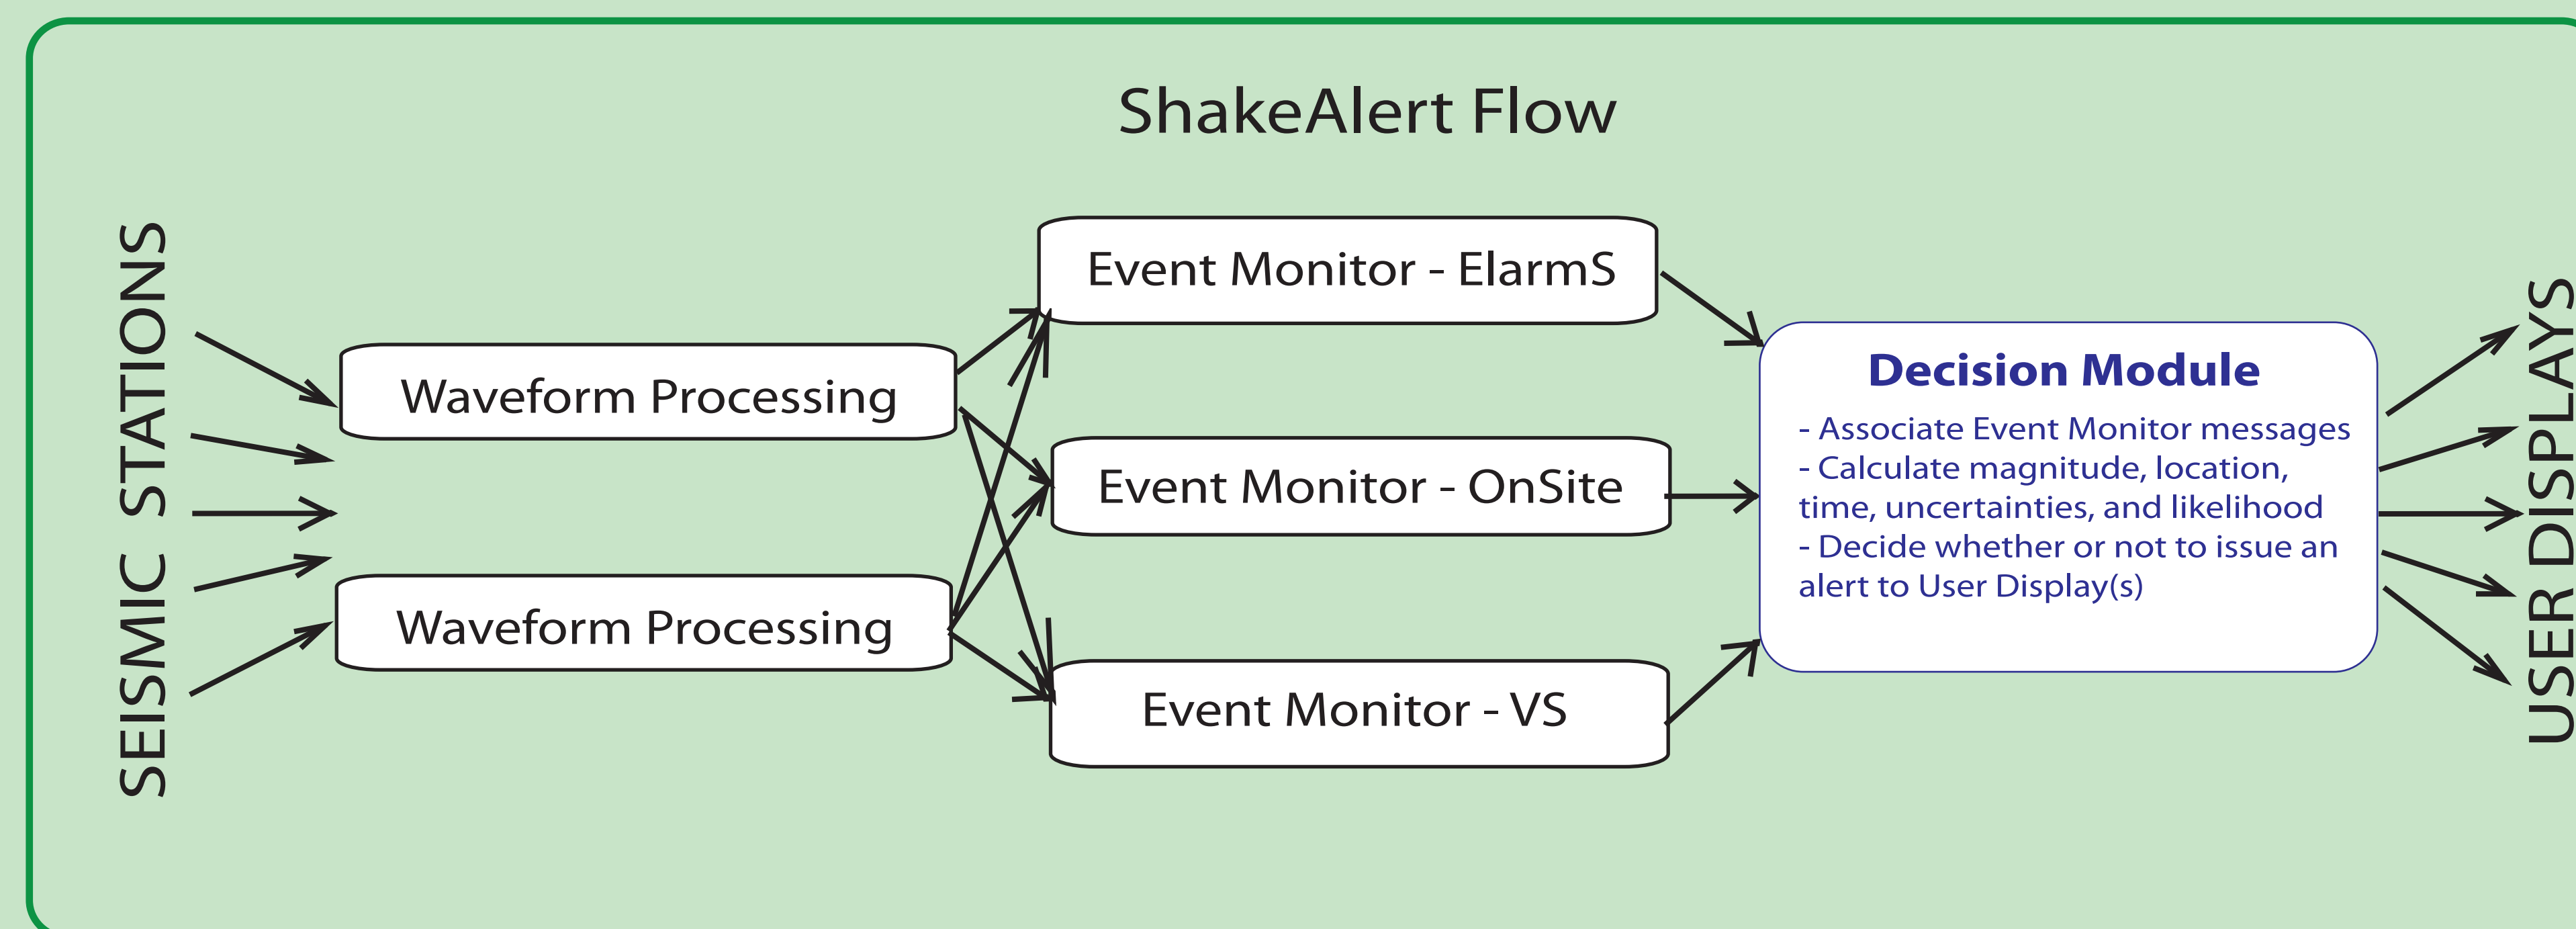 ShakeAlert Flow
SEISMIC STATIONS
Waveform Processing
Waveform Processing
Event Monitor - ElarmS
Event Monitor - OnSite
Event Monitor - VS
Decision Module
- Associate Event Monitor messages
- Calculate magnitude, location,
time, uncertainties, and likelihood
- Decide whether or not to issue an
alert to User Display(s)
USER DISPLAYS